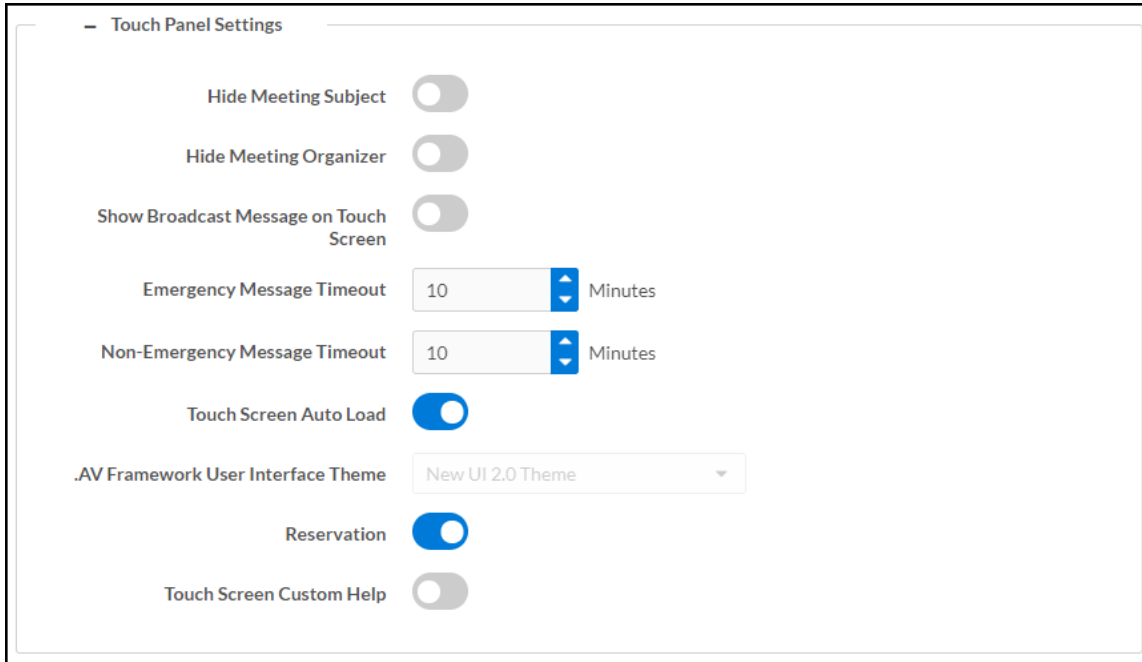 – Touch Panel Settings
Hide Meeting Subject
Hide Meeting Organizer
Show Broadcast Message on Touch
Screen
Emergency Message Timeout 10 Minutes
Non-Emergency Message Timeout 10 Minutes
Touch Screen Auto Load
.AV Framework User Interface Theme New UI 2.0 Theme
Reservation
Touch Screen Custom Help